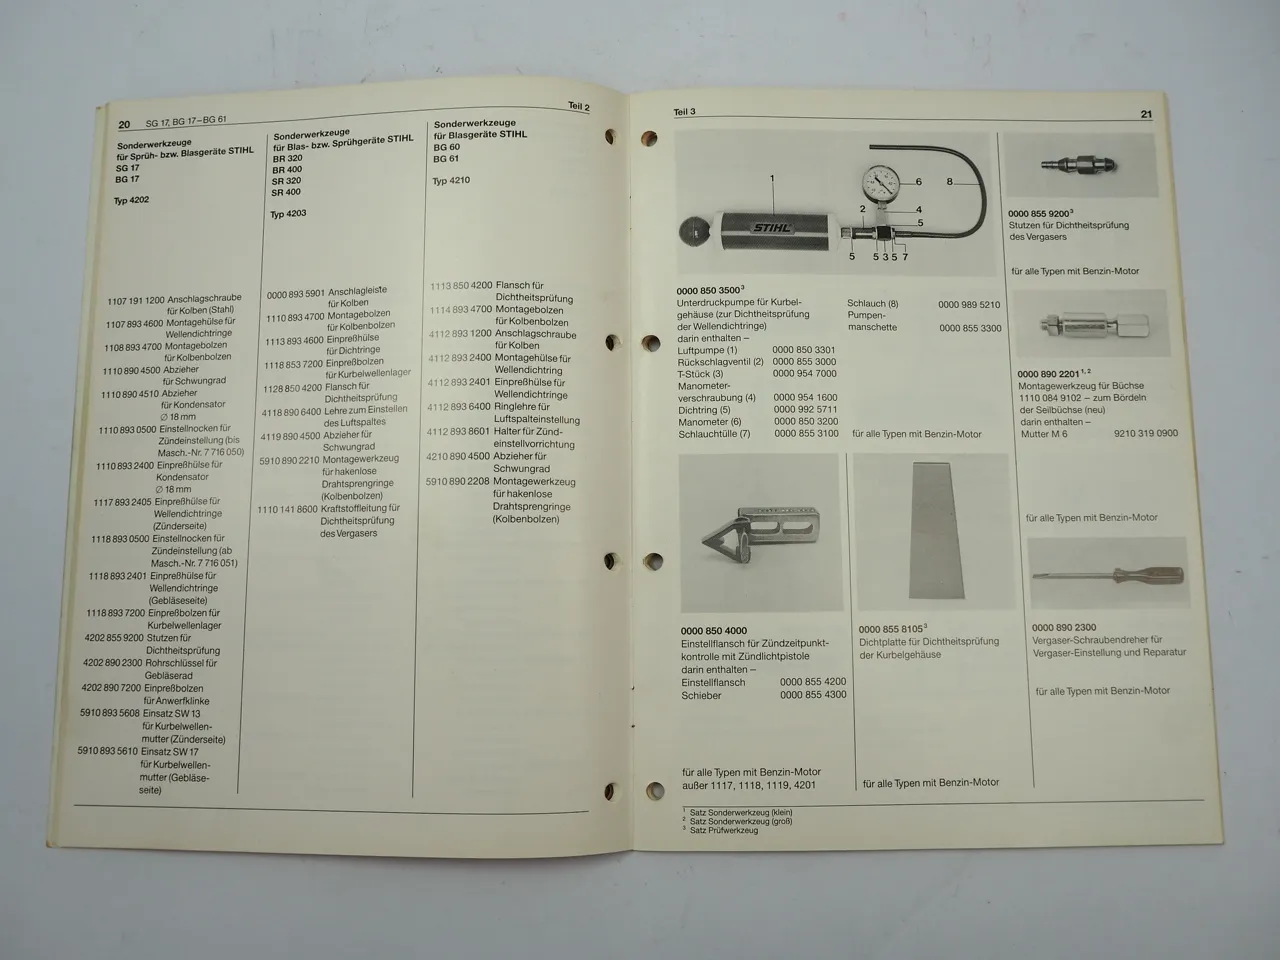 20 SG 17, BG 17–BG 61 Teil 2
Sonderwerkzeuge
für Sprüh- bzw. Blasgeräte STIHL
SG 17
BG 17
Typ 4202
1107 191 1200 Anschlagschraube
für Kolben (Stahl)
1107 893 4600 Montagehülse für
Wellendichtringe
1108 893 4700 Montagebolzen
für Kolbenbolzen
1110 890 4500 Abzieher
für Schwungrad
1110 890 4510 Abzieher
für Kondensator
∅ 18 mm
1110 893 0500 Einstellnocken für
Zündeinstellung (bis
Masch.-Nr. 7 716 050)
1110 893 2400 Einpreßhülse für
Kondensator
∅ 18 mm
1117 893 2405 Einpreßhülse für
Wellendichtringe
(Zünderseite)
1118 893 0500 Einstellnocken für
Zündeinstellung (ab
Masch.-Nr. 7 716 051)
1118 893 2401 Einpreßhülse für
Wellendichtringe
(Gebläseseite)
1118 893 7200 Einpreßbolzen für
Kurbelwellenlager
4202 855 9200 Stutzen für
Dichtheitsprüfung
4202 890 2300 Rohrschlüssel für
Gebläserad
4202 890 7200 Einpreßbolzen
für Anwerfklinke
5910 893 5608 Einsatz SW 13
für Kurbelwellen-
mutter (Zünderseite)
5910 893 5610 Einsatz SW 17
für Kurbelwellen-
mutter (Gebläse-
seite)
Sonderwerkzeuge
für Blas- bzw. Sprühgeräte STIHL
BR 320
BR 400
SR 320
SR 400
Typ 4203
0000 893 5901 Anschlagleiste
für Kolben
1110 893 4700 Montagebolzen
für Kolbenbolzen
1113 893 4600 Einpreßhülse
für Dichtringe
1118 853 7200 Einpreßbolzen
für Kurbelwellenlager
1128 850 4200 Flansch für
Dichtheitsprüfung
4118 890 6400 Lehre zum Einstellen
des Luftspaltes
4119 890 4500 Abzieher für
Schwungrad
5910 890 2210 Montagewerkzeug
für hakenlose
Drahtsprengringe
(Kolbenbolzen)
1110 141 8600 Kraftstoffleitung für
Dichtheitsprüfung
des Vergasers
Sonderwerkzeuge
für Blasgeräte STIHL
BG 60
BG 61
Typ 4210
1113 850 4200 Flansch für
Dichtheitsprüfung
1114 893 4700 Montagebolzen
für Kolbenbolzen
4112 893 1200 Anschlagschraube
für Kolben
4112 893 2400 Montagehülse für
Wellendichtring
4112 893 2401 Einpreßhülse für
Wellendichtringe
4112 893 6400 Ringlehre für
Luftspalteinstellung
4112 893 8601 Halter für Zünd-
einstellvorrichtung
4210 890 4500 Abzieher für
Schwungrad
5910 890 2208 Montagewerkzeug
für hakenlose
Drahtsprengringe
(Kolbenbolzen)
Teil 3 21
1
6
8
2
4
5
5
5 3 5 7
STIHL
0000 850 3500³
Unterdruckpumpe für Kurbel-
gehäuse (zur Dichtheitsprüfung
der Wellendichtringe)
darin enthalten –
Luftpumpe (1) 0000 850 3301
Rückschlagventil (2) 0000 855 3000
T-Stück (3) 0000 954 7000
Manometer-
verschraubung (4) 0000 954 1600
Dichtring (5) 0000 992 5711
Manometer (6) 0000 850 3200
Schlauchtülle (7) 0000 855 3100
Schlauch (8) 0000 989 5210
Pumpen-
manschette 0000 855 3300
für alle Typen mit Benzin-Motor
0000 855 9200³
Stutzen für Dichtheitsprüfung
des Vergasers
für alle Typen mit Benzin-Motor
0000 890 2201¹,²
Montagewerkzeug für Büchse
1110 084 9102 – zum Bördeln
der Seilbüchse (neu)
darin enthalten –
Mutter M 6 9210 319 0900
für alle Typen mit Benzin-Motor
0000 850 4000
Einstellflansch für Zündzeitpunkt-
kontrolle mit Zündlichtpistole
darin enthalten –
Einstellflansch 0000 855 4200
Schieber 0000 855 4300
für alle Typen mit Benzin-Motor
außer 1117, 1118, 1119, 4201
0000 855 8105³
Dichtplatte für Dichtheitsprüfung
der Kurbelgehäuse
für alle Typen mit Benzin-Motor
0000 890 2300
Vergaser-Schraubendreher für
Vergaser-Einstellung und Reparatur
für alle Typen mit Benzin-Motor
¹ Satz Sonderwerkzeug (klein)
² Satz Sonderwerkzeug (groß)
³ Satz Prüfwerkzeug